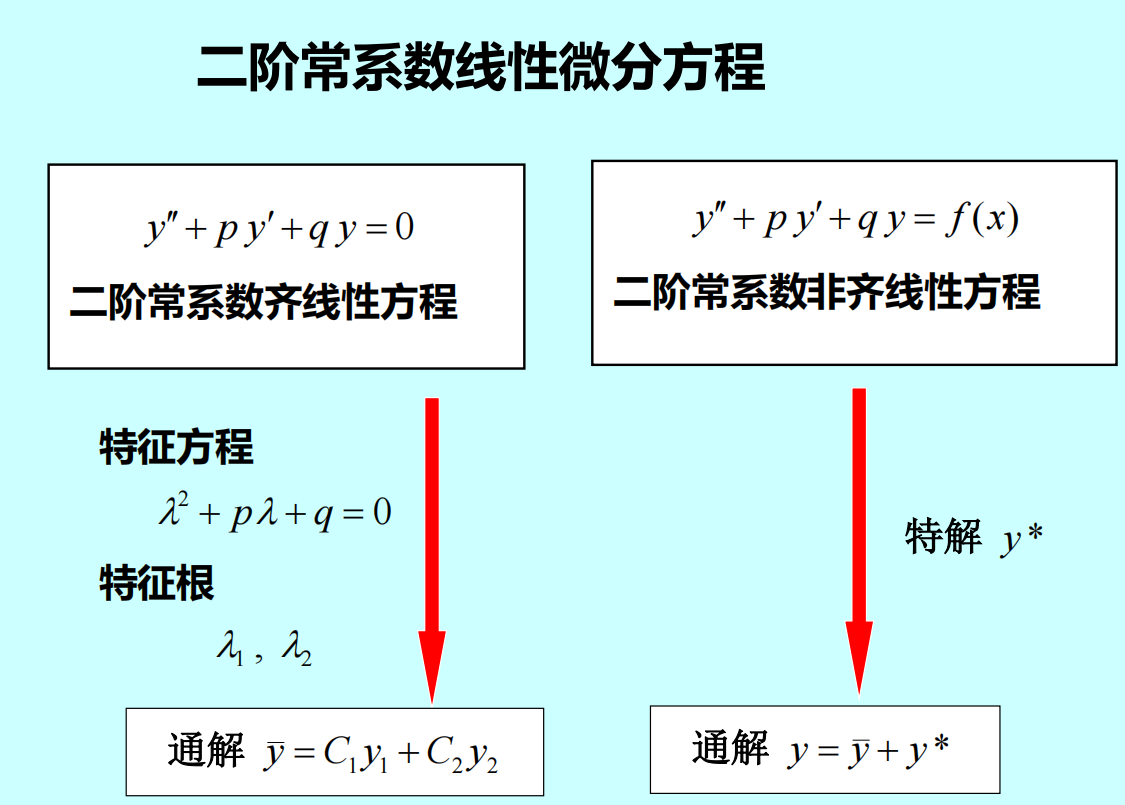 二阶常系数线性微分方程
y″ + p y′ + q y = 0
二阶常系数齐线性方程
y″ + p y′ + q y = f (x)
二阶常系数非齐线性方程
特征方程
λ² + p λ + q = 0
特征根
λ₁ , λ₂
通解 ȳ = C₁y₁ + C₂y₂
特解 y*
通解 y = ȳ + y*